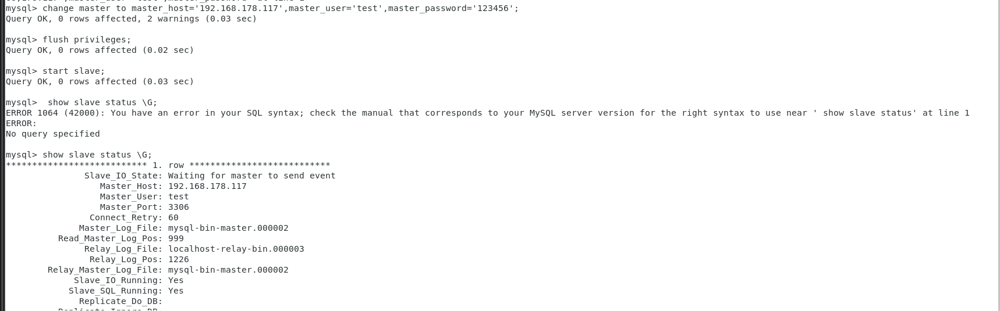 mysql> change master to master_host='192.168.178.117',master_user='test',master_password='123456';
Query OK, 0 rows affected, 2 warnings (0.03 sec)
mysql> flush privileges;
Query OK, 0 rows affected (0.02 sec)
mysql> start slave;
Query OK, 0 rows affected (0.03 sec)
mysql>  show slave status \G;
ERROR 1064 (42000): You have an error in your SQL syntax; check the manual that corresponds to your MySQL server version for the right syntax to use near ' show slave status' at line 1
ERROR:
No query specified
mysql> show slave status \G;
*************************** 1. row ***************************
Slave_IO_State: Waiting for master to send event
Master_Host: 192.168.178.117
Master_User: test
Master_Port: 3306
Connect_Retry: 60
Master_Log_File: mysql-bin-master.000002
Read_Master_Log_Pos: 999
Relay_Log_File: localhost-relay-bin.000003
Relay_Log_Pos: 1226
Relay_Master_Log_File: mysql-bin-master.000002
Slave_IO_Running: Yes
Slave_SQL_Running: Yes
Replicate_Do_DB: